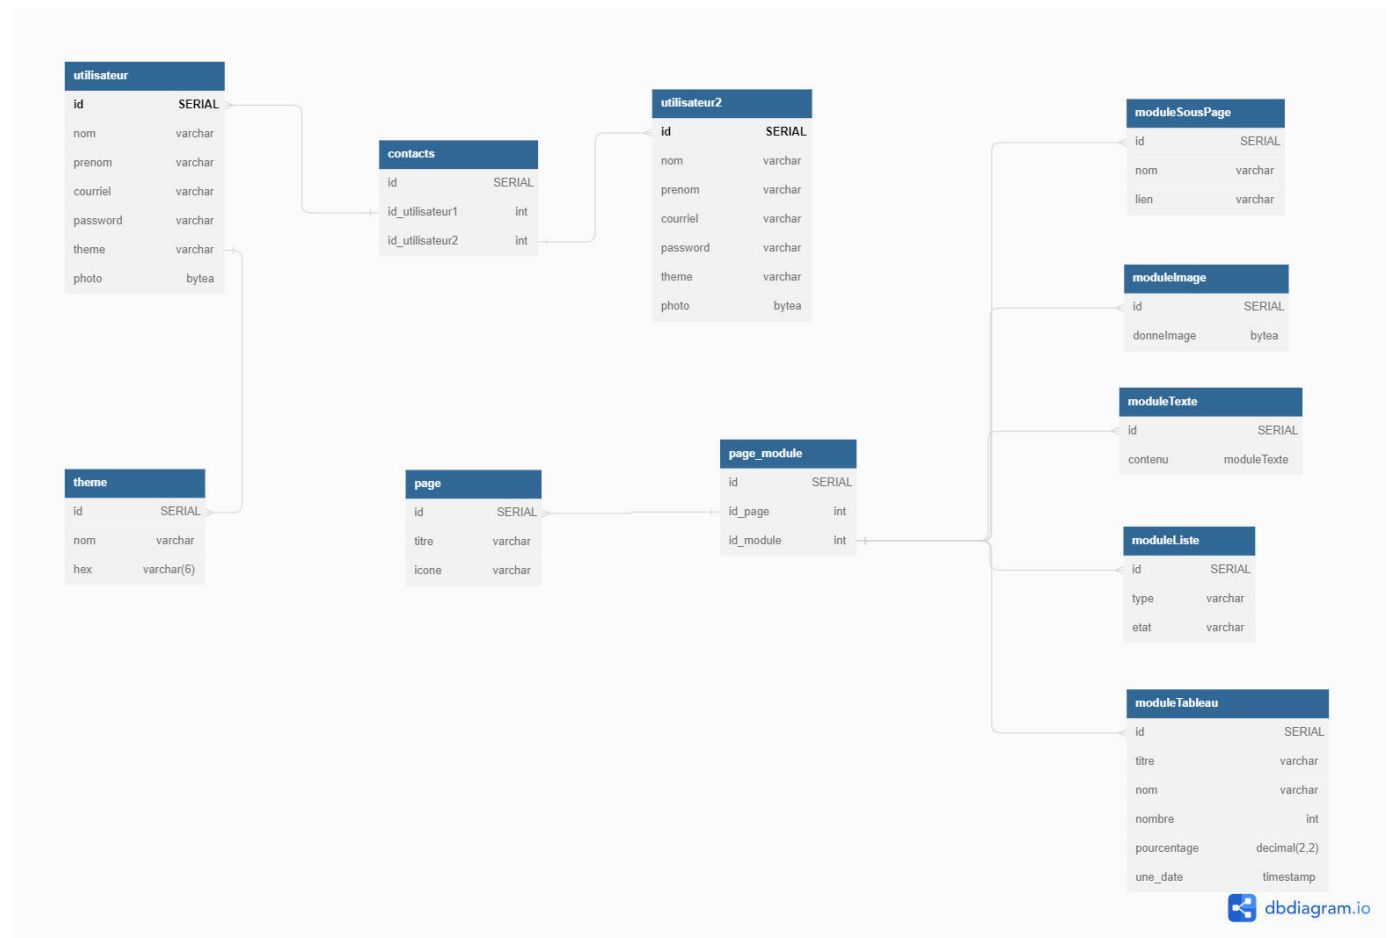 utilisateur
id SERIAL
nom varchar
prenom varchar
courriel varchar
password varchar
theme varchar
photo bytea
contacts
id SERIAL
id_utilisateur1 int
id_utilisateur2 int
utilisateur2
id SERIAL
nom varchar
prenom varchar
courriel varchar
password varchar
theme varchar
photo bytea
moduleSousPage
id SERIAL
nom varchar
lien varchar
moduleImage
id SERIAL
donneImage bytea
moduleTexte
id SERIAL
contenu moduleTexte
theme
id SERIAL
nom varchar
hex varchar(6)
page
id SERIAL
titre varchar
icone varchar
page_module
id SERIAL
id_page int
id_module int
moduleListe
id SERIAL
type varchar
etat varchar
moduleTableau
id SERIAL
titre varchar
nom varchar
nombre int
pourcentage decimal(2,2)
une_date timestamp
dbdiagram.io